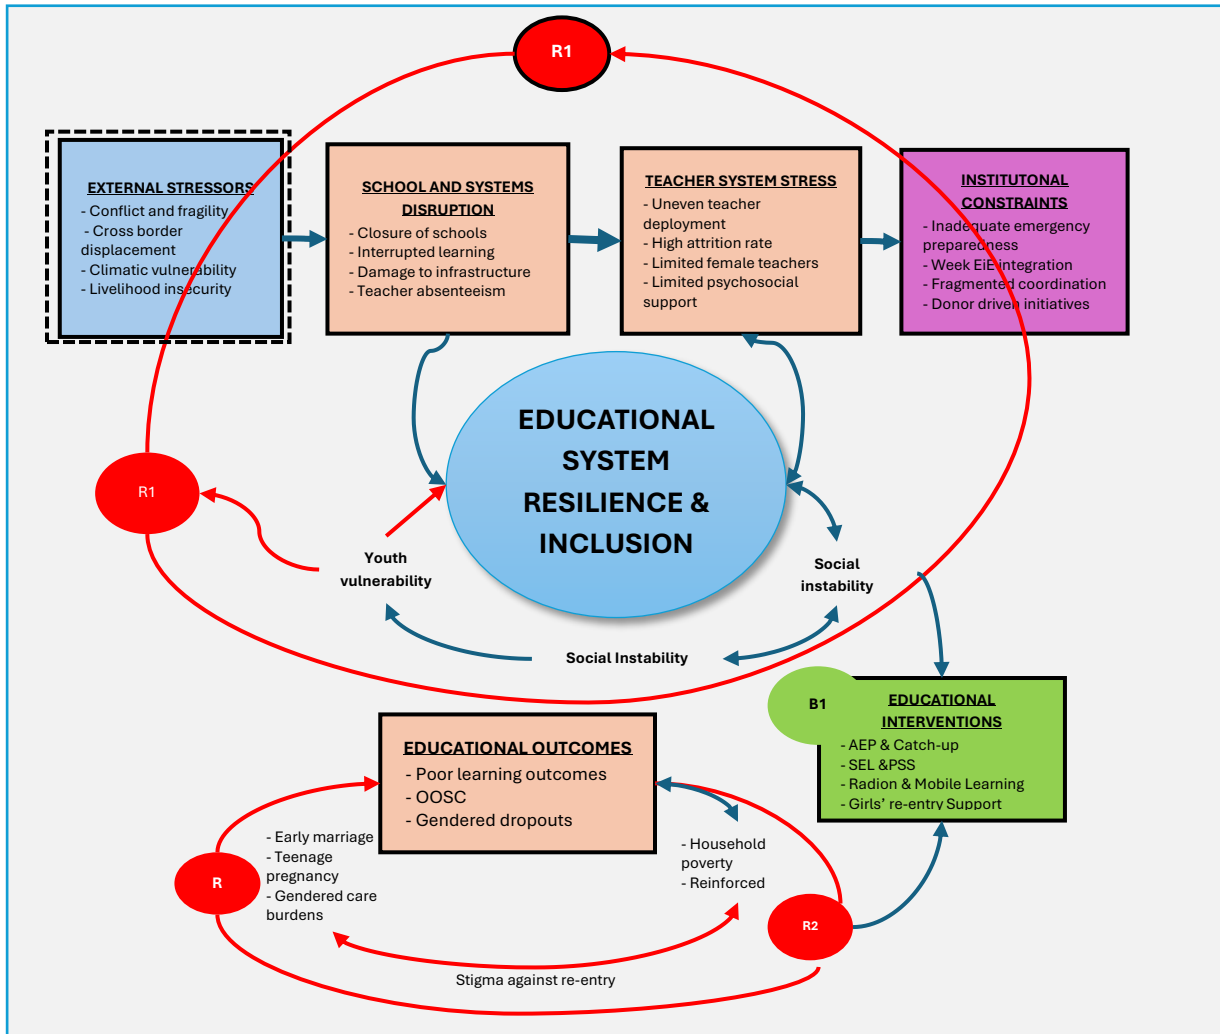 R1
EXTERNAL STRESSORS
- Conflict and fragility
- Cross border
displacement
- Climatic vulnerability
- Livelihood insecurity
SCHOOL AND SYSTEMS
DISRUPTION
- Closure of schools
- Interrupted learning
- Damage to infrastructure
- Teacher absenteeism
TEACHER SYSTEM STRESS
- Uneven teacher
deployment
- High attrition rate
- Limited female teachers
- Limited psychosocial
support
INSTITUTONAL
CONSTRAINTS
- Inadequate emergency
preparedness
- Week EiE integration
- Fragmented coordination
- Donor driven initiatives
EDUCATIONAL
SYSTEM
RESILIENCE &
INCLUSION
R1
Youth
vulnerability
Social
instability
Social Instability
B1
EDUCATIONAL
INTERVENTIONS
- AEP & Catch-up
- SEL &PSS
- Radion & Mobile Learning
- Girls' re-entry Support
EDUCATIONAL OUTCOMES
- Poor learning outcomes
- OOSC
- Gendered dropouts
R
- Early marriage
- Teenage
pregnancy
- Gendered care
burdens
- Household
poverty
- Reinforced
R2
Stigma against re-entry